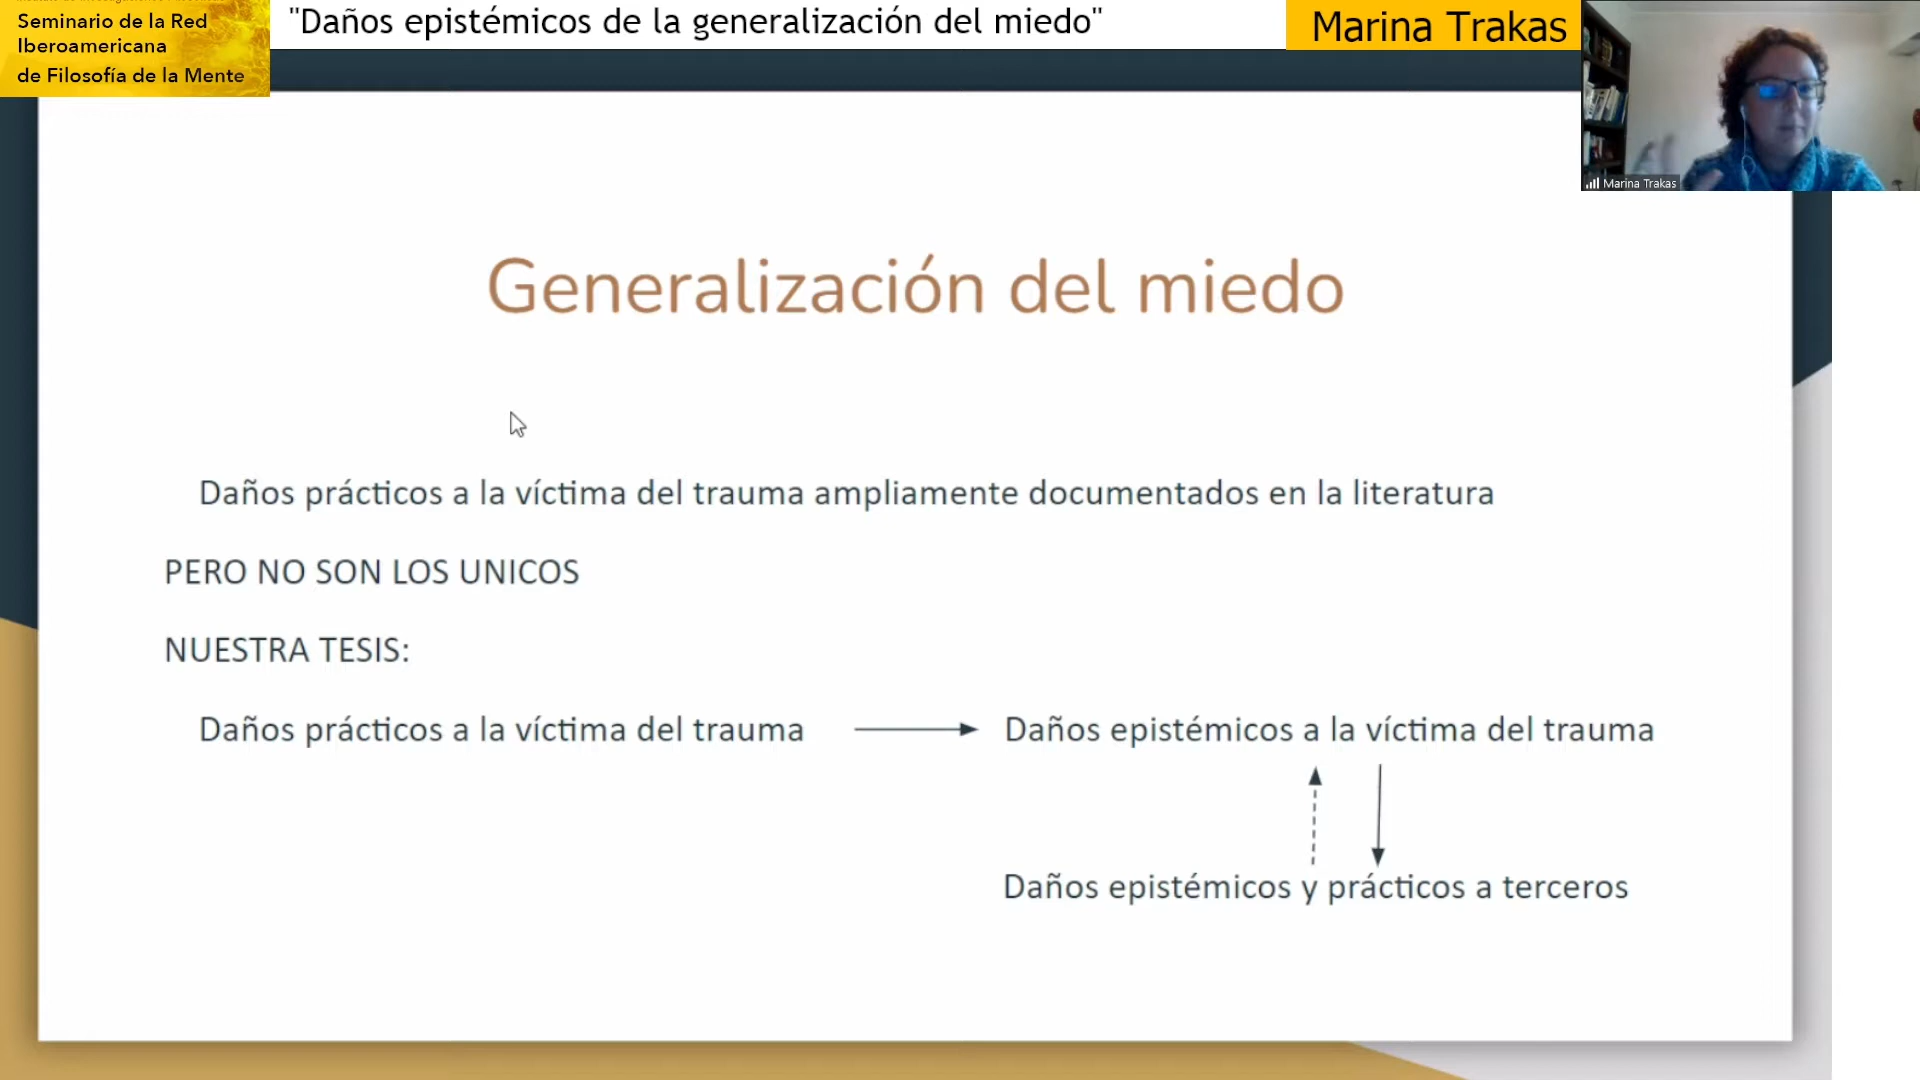 Seminario de la Red
Iberoamericana
de Filosofía de la Mente
"Daños epistémicos de la generalización del miedo"
Marina Trakas
Marina Trakas
Generalización del miedo
Daños prácticos a la víctima del trauma ampliamente documentados en la literatura
PERO NO SON LOS UNICOS
NUESTRA TESIS:
Daños prácticos a la víctima del trauma
Daños epistémicos a la víctima del trauma
Daños epistémicos y prácticos a terceros